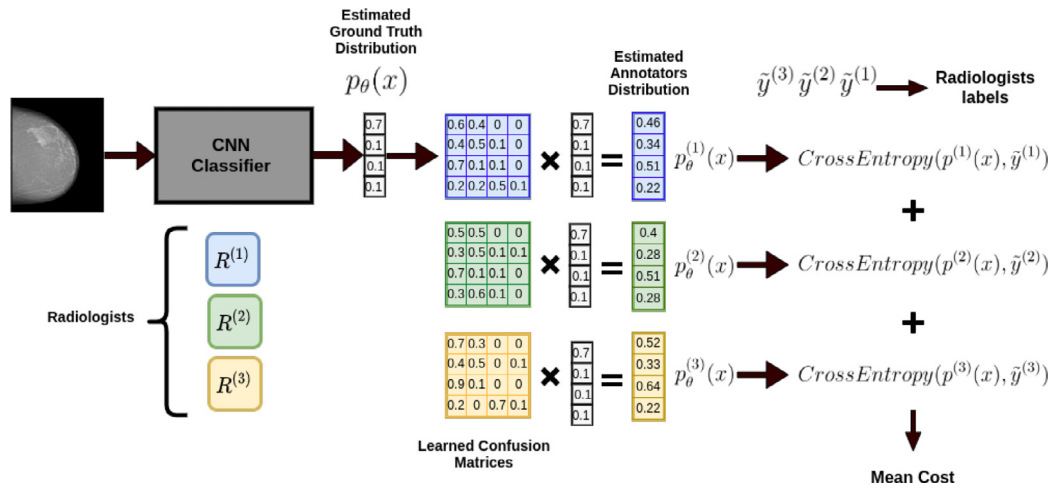 Estimated
Ground Truth
Distribution
p_θ(x)
CNN
Classifier
0.7
0.1
0.1
0.1
Radiologists
R^(1)
R^(2)
R^(3)
0.6 0.4 0 0
0.4 0.5 0.1 0
0.7 0.1 0.1 0
0.2 0.2 0.5 0.1
×
0.7
0.1
0.1
0.1
=
Estimated
Annotators
Distribution
0.46
0.34
0.51
0.22
p_θ^(1)(x)
0.5 0.5 0 0
0.3 0.5 0.1 0.1
0.7 0.1 0.1 0
0.3 0.6 0.1 0
×
0.7
0.1
0.1
0.1
=
0.4
0.28
0.51
0.28
p_θ^(2)(x)
0.7 0.3 0 0
0.4 0.5 0 0.1
0.9 0.1 0 0
0.2 0 0.7 0.1
×
0.7
0.1
0.1
0.1
=
0.52
0.33
0.64
0.22
p_θ^(3)(x)
Learned Confusion
Matrices
ỹ^(3) ỹ^(2) ỹ^(1)
Radiologists
labels
CrossEntropy(p^(1)(x), ỹ^(1))
+
CrossEntropy(p^(2)(x), ỹ^(2))
+
CrossEntropy(p^(3)(x), ỹ^(3))
Mean Cost